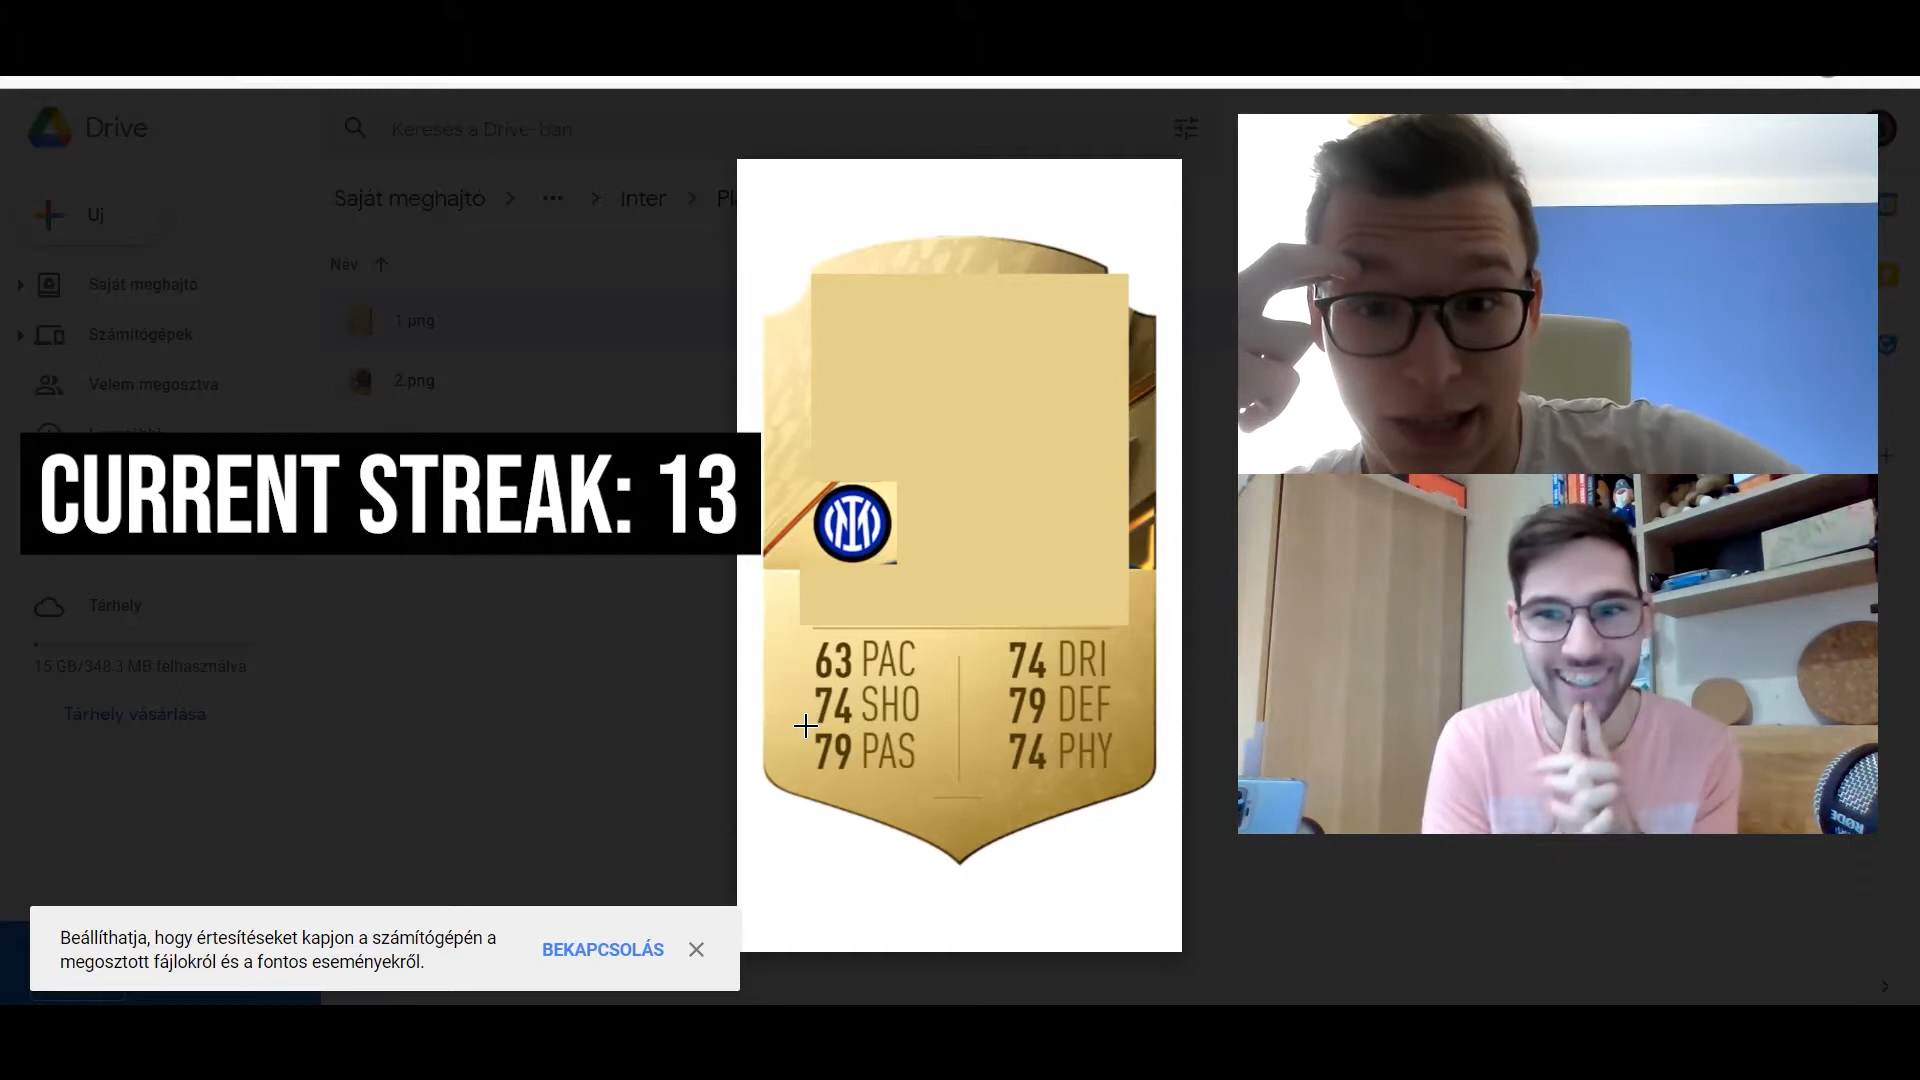 Drive
Keresés a Drive-ban
Saját meghajtó
Inter
Új
Név
Saját meghajtó
1.png
Számítógépek
Velem megosztva
2.png
CURRENT STREAK: 13
63 PAC
74 DRI
74 SHO
79 DEF
79 PAS
74 PHY
Tárhely
15 GB/348.3 MB felhasználva
Tárhely vásárlása
Beállíthatja, hogy értesítéseket kapjon a számítógépén a
megosztott fájlokról és a fontos eseményekről.
BEKAPCSOLÁS
RØDE